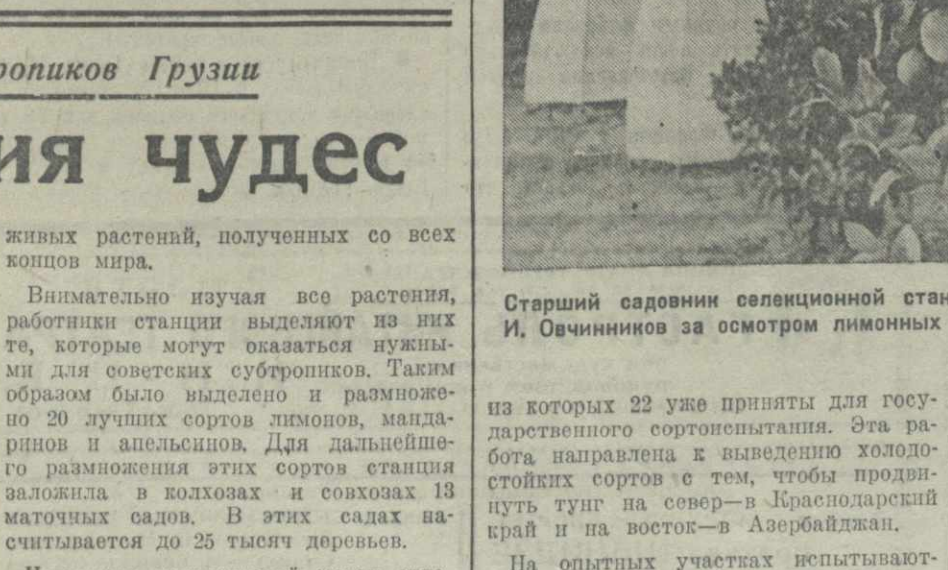 ропиков Грузии
ия чудес
живых растений, полученных со всех
концов мира.
Внимательно изучая все растения,
работники станции выделяют из них
те, которые могут оказаться нужны-
ми для советских субтропиков. Таким
образом было выделено и размноже-
но 20 лучших сортов лимонов, манда-
ринов и апельсинов. Для дальнейше-
го размножения этих сортов станция
заложила в колхозах и совхозах 13
маточных садов. В этих садах на-
считывается до 25 тысяч деревьев.
Старший садовник селекционной стан
И. Овчинников за осмотром лимонных
из которых 22 уже приняты для госу-
дарственного сортоиспытания. Эта ра-
бота направлена к выведению холодо-
стойких сортов с тем, чтобы продви-
нуть тунг на север—в Краснодарский
край и на восток—в Азербайджан.
На опытных участках испытывают-